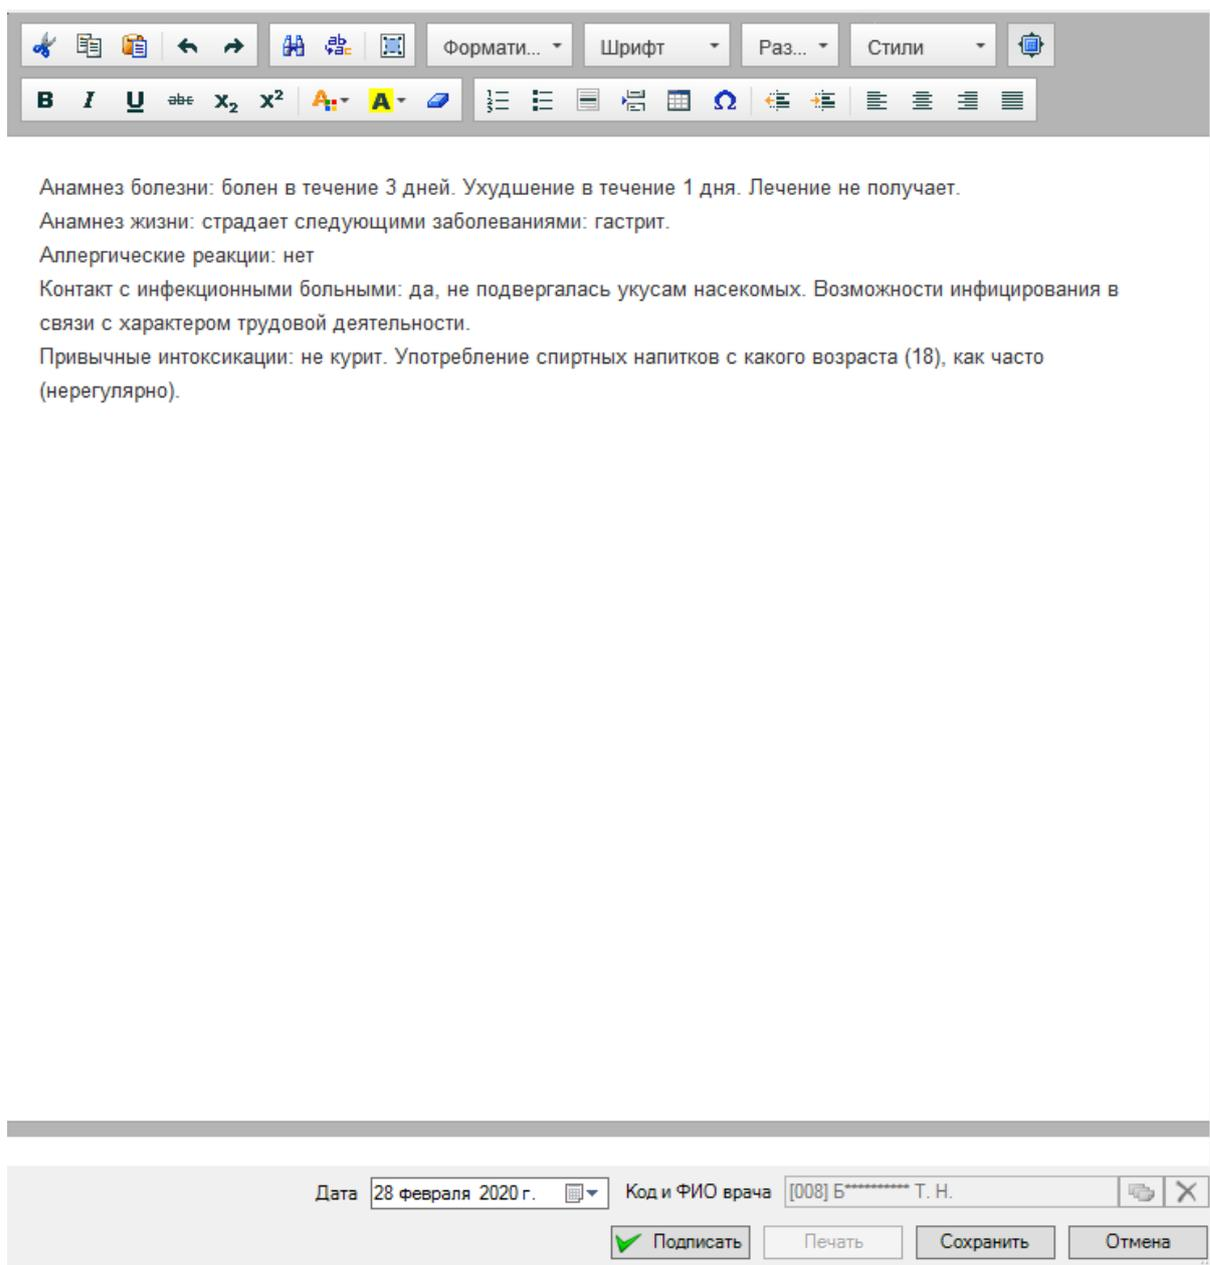 Формати... Шрифт Раз... Стили
B I U abc X₂ X² A A Ω
Анамнез болезни: болен в течение 3 дней. Ухудшение в течение 1 дня. Лечение не получает.
Анамнез жизни: страдает следующими заболеваниями: гастрит.
Аллергические реакции: нет
Контакт с инфекционными больными: да, не подвергалась укусам насекомых. Возможности инфицирования в
связи с характером трудовой деятельности.
Привычные интоксикации: не курит. Употребление спиртных напитков с какого возраста (18), как часто
(нерегулярно).
Дата 28 февраля 2020 г. Код и ФИО врача [008] Б********** Т. Н.
Подписать Печать Сохранить Отмена